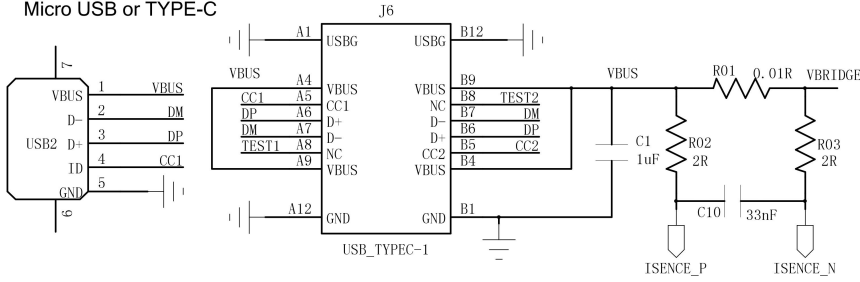 Micro USB or TYPE-C
J6
7
USB2
VBUS 1 VBUS
D- 2 DM
D+ 3 DP
ID 4 CC1
GND 5
6
A1 USBG USBG B12
VBUS
A4 VBUS VBUS B9
CC1 A5 CC1 NC B8 TEST2
DP A6 D+ D- B7 DM
DM A7 D- D+ B6 DP
TEST1 A8 NC CC2 B5 CC2
A9 VBUS VBUS B4
A12 GND GND B1
USB_TYPEC-1
VBUS
R01 0.01R
VBRIDGE
C1
1uF
R02
2R
R03
2R
C10 33nF
ISENCE_P
ISENCE_N